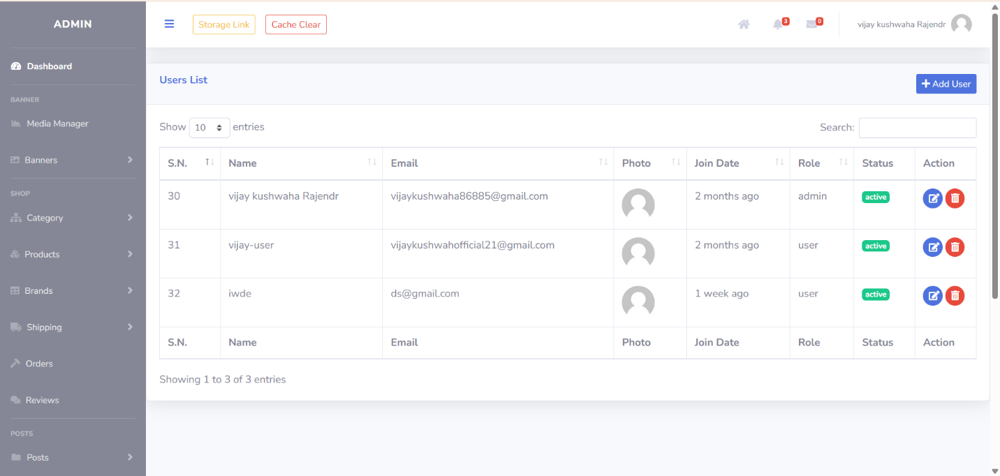 ADMIN
Dashboard
BANNER
Media Manager
Banners
SHOP
Category
Products
Brands
Shipping
Orders
Reviews
POSTS
Posts
Storage Link Cache Clear 3 0 vijay kushwaha Rajendr
Users List Add User
Show 10 entries Search:
S.N. Name Email Photo Join Date Role Status Action
30 vijay kushwaha Rajendr vijaykushwaha86885@gmail.com 2 months ago admin active
31 vijay-user vijaykushwahofficial21@gmail.com 2 months ago user active
32 iwde ds@gmail.com 1 week ago user active
S.N. Name Email Photo Join Date Role Status Action
Showing 1 to 3 of 3 entries